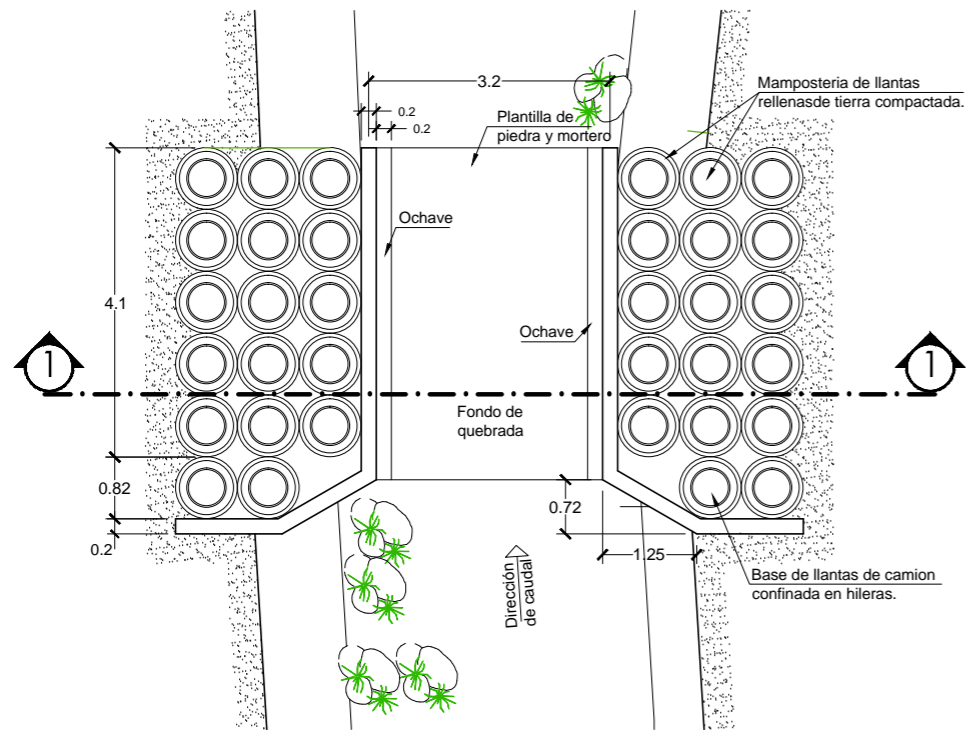 3.2
0.2
0.2
Plantilla de
piedra y mortero
Mamposteria de llantas
rellenasde tierra compactada.
Ochave
4.1
Ochave
1
1
Fondo de
quebrada
0.82
0.72
0.2
1.25
Dirección
de caudal
Base de llantas de camion
confinada en hileras.